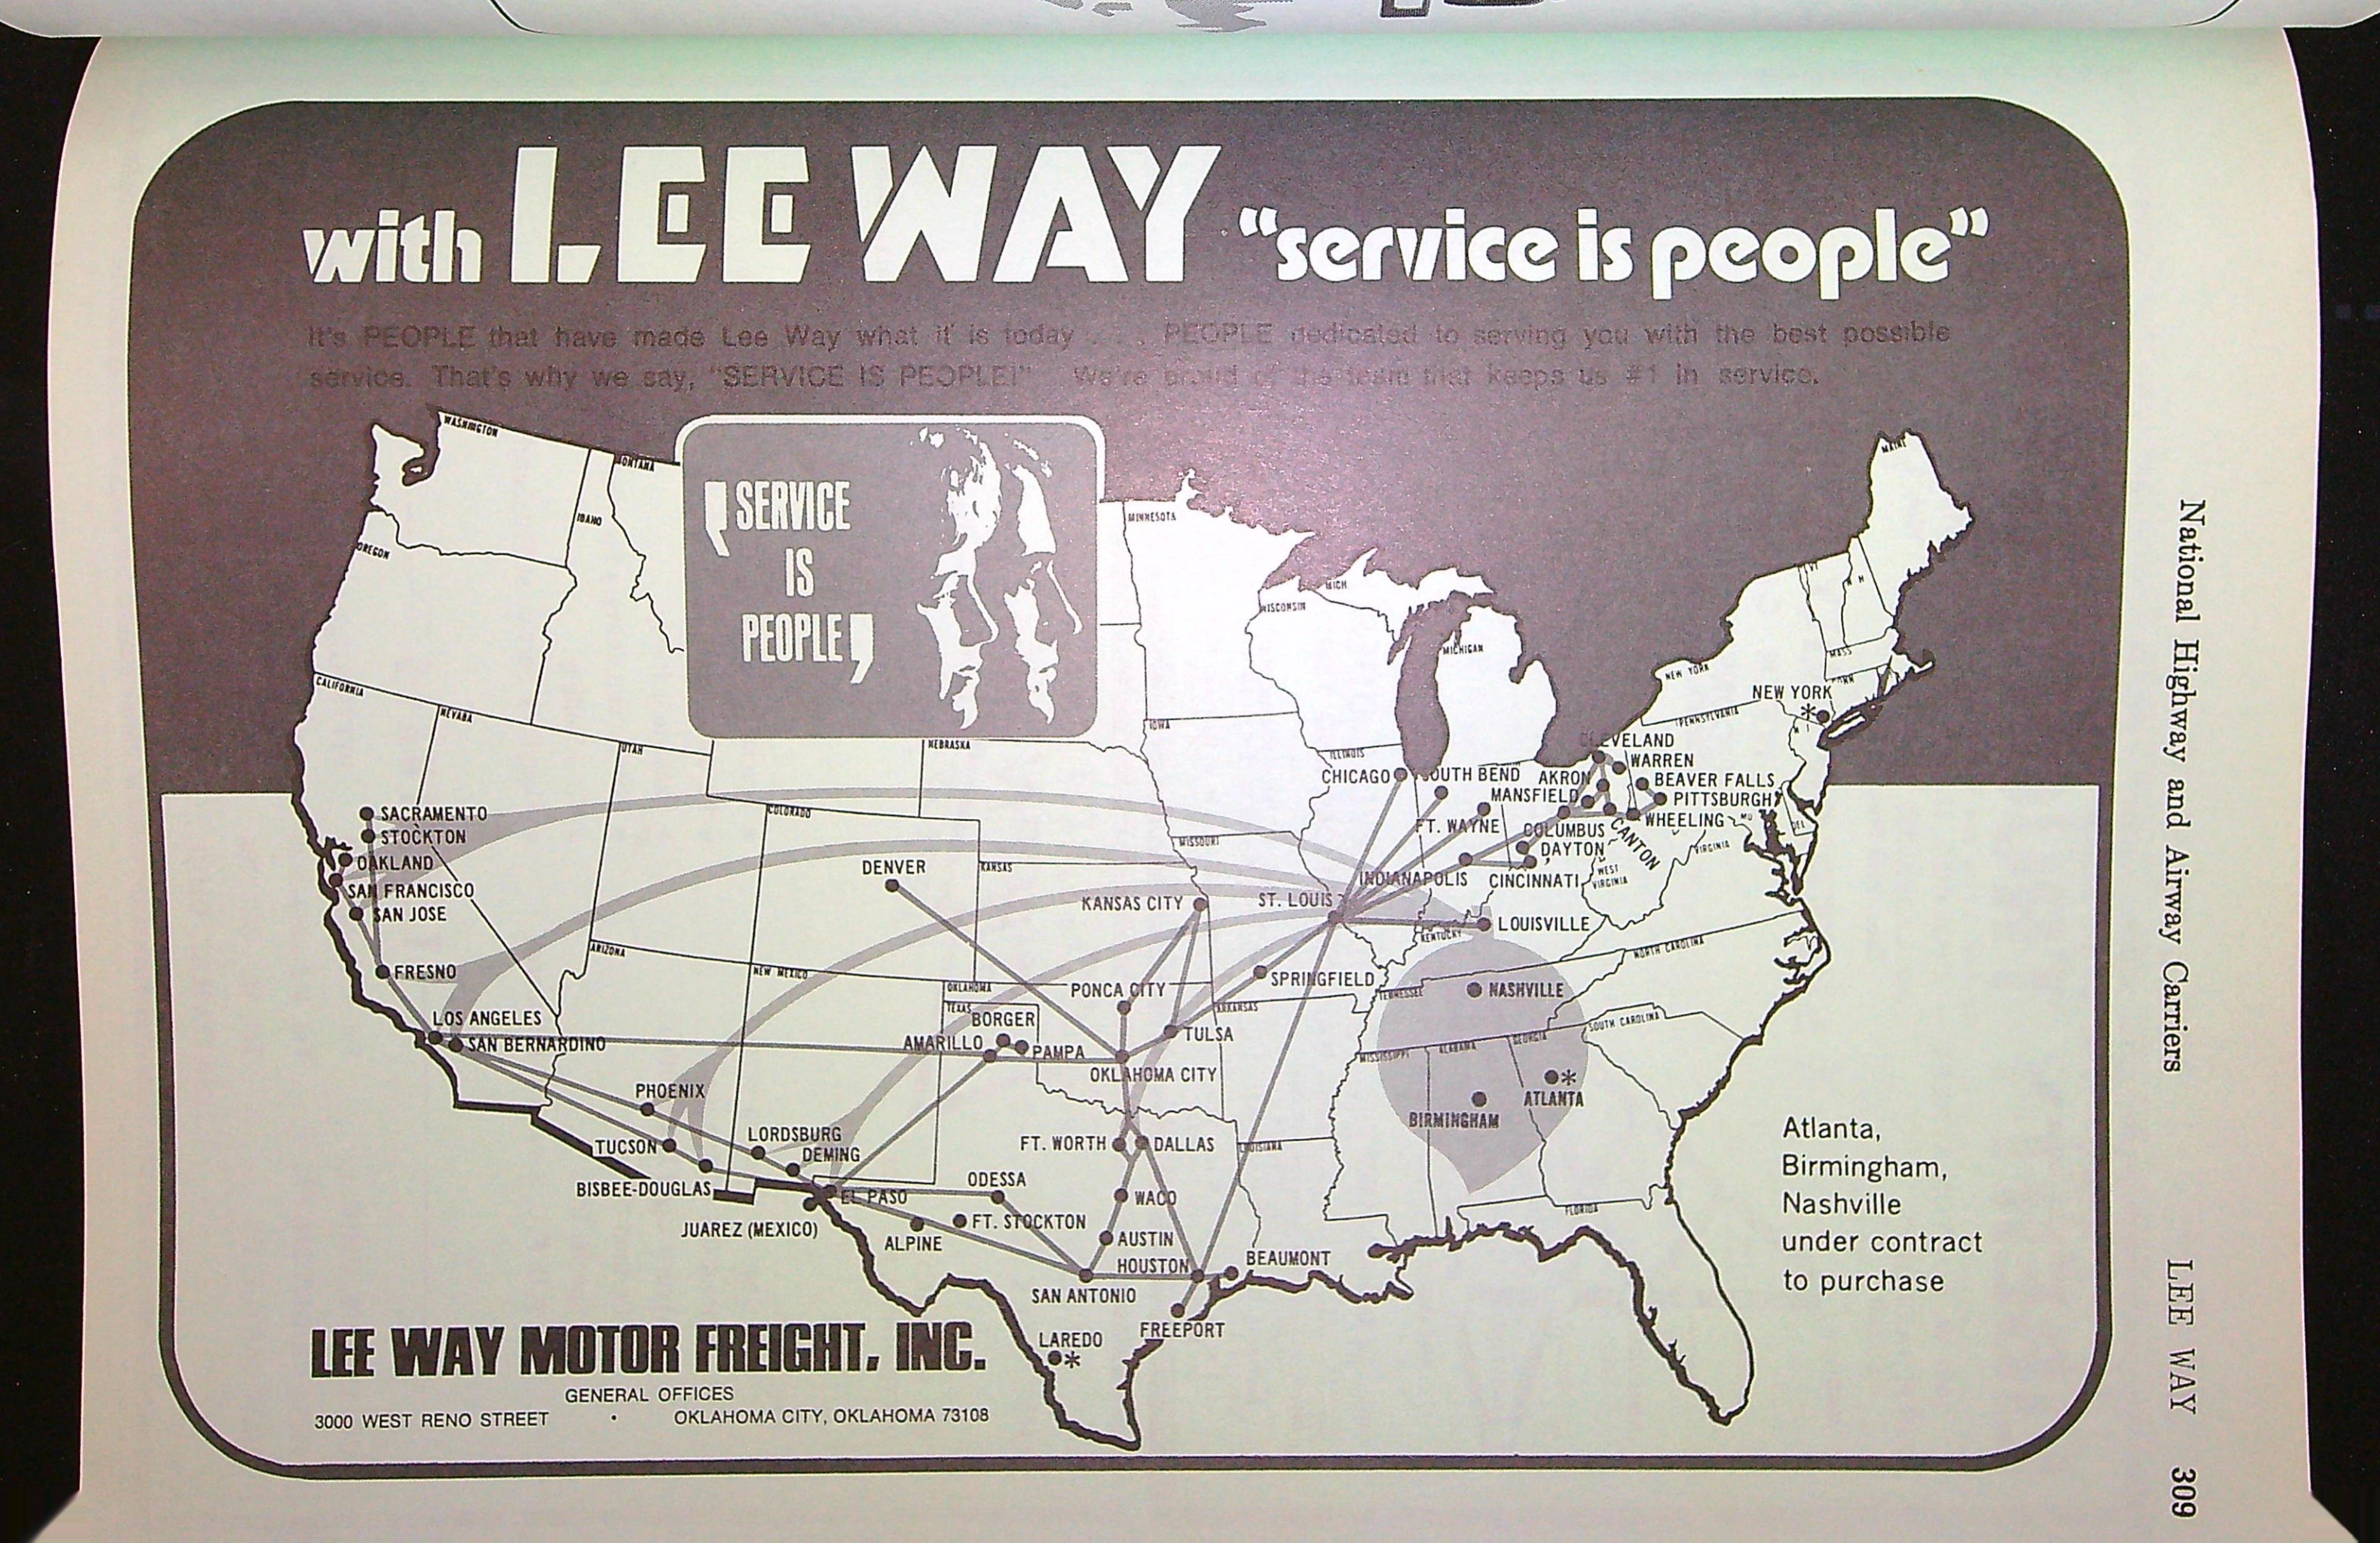 with LEE WAY "service is people"
It's PEOPLE that have made Lee Way what it is today . . . PEOPLE dedicated to serving you with the best possible
service. That's why we say, "SERVICE IS PEOPLE!" We're proud of the team that keeps us #1 in service.
SERVICE
IS
PEOPLE
WASHINGTON
MONTANA
IDAHO
OREGON
MINNESOTA
MAINE
VT
N H
MICH
WISCONSIN
MICHIGAN
MASS
CONN
NEW YORK
NEW YORK
*
CALIFORNIA
NEVADA
UTAH
NEBRASKA
IOWA
PENNSYLVANIA
N J
ILLINOIS
CLEVELAND
WARREN
CHICAGO
SOUTH BEND
AKRON
BEAVER FALLS
MANSFIELD
PITTSBURGH
SACRAMENTO
COLORADO
STOCKTON
FT. WAYNE
COLUMBUS
CANTON
WHEELING
MD
DEL
OAKLAND
DENVER
KANSAS
MISSOURI
DAYTON
VIRGINIA
SAN FRANCISCO
INDIANAPOLIS
CINCINNATI
WEST
VIRGINIA
KANSAS CITY
ST. LOUIS
SAN JOSE
LOUISVILLE
KENTUCKY
ARIZONA
NORTH CAROLINA
FRESNO
NEW MEXICO
OKLAHOMA
PONCA CITY
SPRINGFIELD
TENNESSEE
NASHVILLE
TEXAS
ARKANSAS
LOS ANGELES
BORGER
SOUTH CAROLINA
SAN BERNARDINO
AMARILLO
PAMPA
TULSA
MISSISSIPPI
ALABAMA
GEORGIA
OKLAHOMA CITY
PHOENIX
*
ATLANTA
BIRMINGHAM
TUCSON
LORDSBURG
DEMING
FT. WORTH
DALLAS
LOUISIANA
BISBEE-DOUGLAS
ODESSA
EL PASO
WACO
FLORIDA
JUAREZ (MEXICO)
FT. STOCKTON
ALPINE
AUSTIN
HOUSTON
BEAUMONT
SAN ANTONIO
LAREDO
*
FREEPORT
Atlanta,
Birmingham,
Nashville
under contract
to purchase
LEE WAY MOTOR FREIGHT, INC.
GENERAL OFFICES
3000 WEST RENO STREET • OKLAHOMA CITY, OKLAHOMA 73108
National Highway and Airway Carriers LEE WAY 309